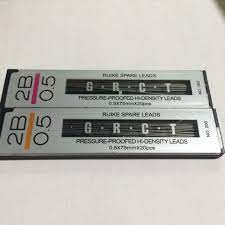 2B
0.5
RUIKE SPARE LEADS
G·R·C·T
PRESSURE-PROOFED HI-DENSITY LEADS
0.5X75mmX20pcs
2B
0.5
RUIKE SPARE LEADS
G·R·C·T
PRESSURE-PROOFED HI-DENSITY LEADS
0.5X75mmX20pcs